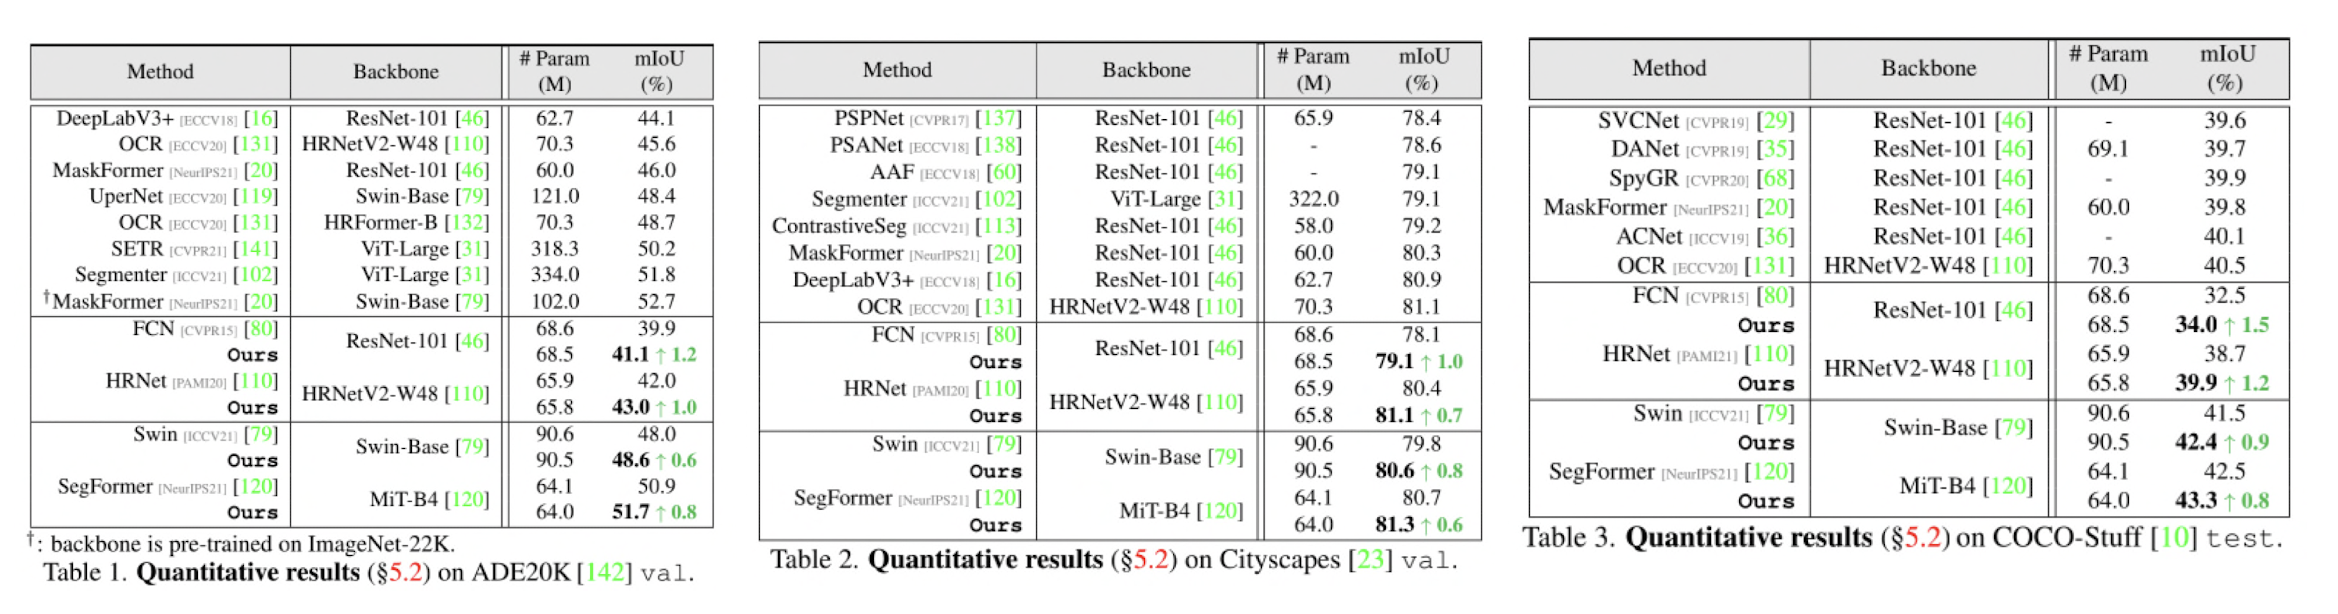 Method Backbone # Param (M) mIoU (%)
DeepLabV3+ [ECCV18] [16] ResNet-101 [46] 62.7 44.1
OCR [ECCV20] [131] HRNetV2-W48 [110] 70.3 45.6
MaskFormer [NeurIPS21] [20] ResNet-101 [46] 60.0 46.0
UperNet [ECCV20] [119] Swin-Base [79] 121.0 48.4
OCR [ECCV20] [131] HRFormer-B [132] 70.3 48.7
SETR [CVPR21] [141] ViT-Large [31] 318.3 50.2
Segmenter [ICCV21] [102] ViT-Large [31] 334.0 51.8
†MaskFormer [NeurIPS21] [20] Swin-Base [79] 102.0 52.7
FCN [CVPR15] [80] ResNet-101 [46] 68.6 39.9
Ours 68.5 41.1 ↑ 1.2
HRNet [PAMI20] [110] HRNetV2-W48 [110] 65.9 42.0
Ours 65.8 43.0 ↑ 1.0
Swin [ICCV21] [79] Swin-Base [79] 90.6 48.0
Ours 90.5 48.6 ↑ 0.6
SegFormer [NeurIPS21] [120] MiT-B4 [120] 64.1 50.9
Ours 64.0 51.7 ↑ 0.8
†: backbone is pre-trained on ImageNet-22K.
Table 1. Quantitative results (§5.2) on ADE20K [142] val.
Method Backbone # Param (M) mIoU (%)
PSPNet [CVPR17] [137] ResNet-101 [46] 65.9 78.4
PSANet [ECCV18] [138] ResNet-101 [46] - 78.6
AAF [ECCV18] [60] ResNet-101 [46] - 79.1
Segmenter [ICCV21] [102] ViT-Large [31] 322.0 79.1
ContrastiveSeg [ICCV21] [113] ResNet-101 [46] 58.0 79.2
MaskFormer [NeurIPS21] [20] ResNet-101 [46] 60.0 80.3
DeepLabV3+ [ECCV18] [16] ResNet-101 [46] 62.7 80.9
OCR [ECCV20] [131] HRNetV2-W48 [110] 70.3 81.1
FCN [CVPR15] [80] ResNet-101 [46] 68.6 78.1
Ours 68.5 79.1 ↑ 1.0
HRNet [PAMI20] [110] HRNetV2-W48 [110] 65.9 80.4
Ours 65.8 81.1 ↑ 0.7
Swin [ICCV21] [79] Swin-Base [79] 90.6 79.8
Ours 90.5 80.6 ↑ 0.8
SegFormer [NeurIPS21] [120] MiT-B4 [120] 64.1 80.7
Ours 64.0 81.3 ↑ 0.6
Table 2. Quantitative results (§5.2) on Cityscapes [23] val.
Method Backbone # Param (M) mIoU (%)
SVCNet [CVPR19] [29] ResNet-101 [46] - 39.6
DANet [CVPR19] [35] ResNet-101 [46] 69.1 39.7
SpyGR [CVPR20] [68] ResNet-101 [46] - 39.9
MaskFormer [NeurIPS21] [20] ResNet-101 [46] 60.0 39.8
ACNet [ICCV19] [36] ResNet-101 [46] - 40.1
OCR [ECCV20] [131] HRNetV2-W48 [110] 70.3 40.5
FCN [CVPR15] [80] ResNet-101 [46] 68.6 32.5
Ours 68.5 34.0 ↑ 1.5
HRNet [PAMI21] [110] HRNetV2-W48 [110] 65.9 38.7
Ours 65.8 39.9 ↑ 1.2
Swin [ICCV21] [79] Swin-Base [79] 90.6 41.5
Ours 90.5 42.4 ↑ 0.9
SegFormer [NeurIPS21] [120] MiT-B4 [120] 64.1 42.5
Ours 64.0 43.3 ↑ 0.8
Table 3. Quantitative results (§5.2) on COCO-Stuff [10] test.